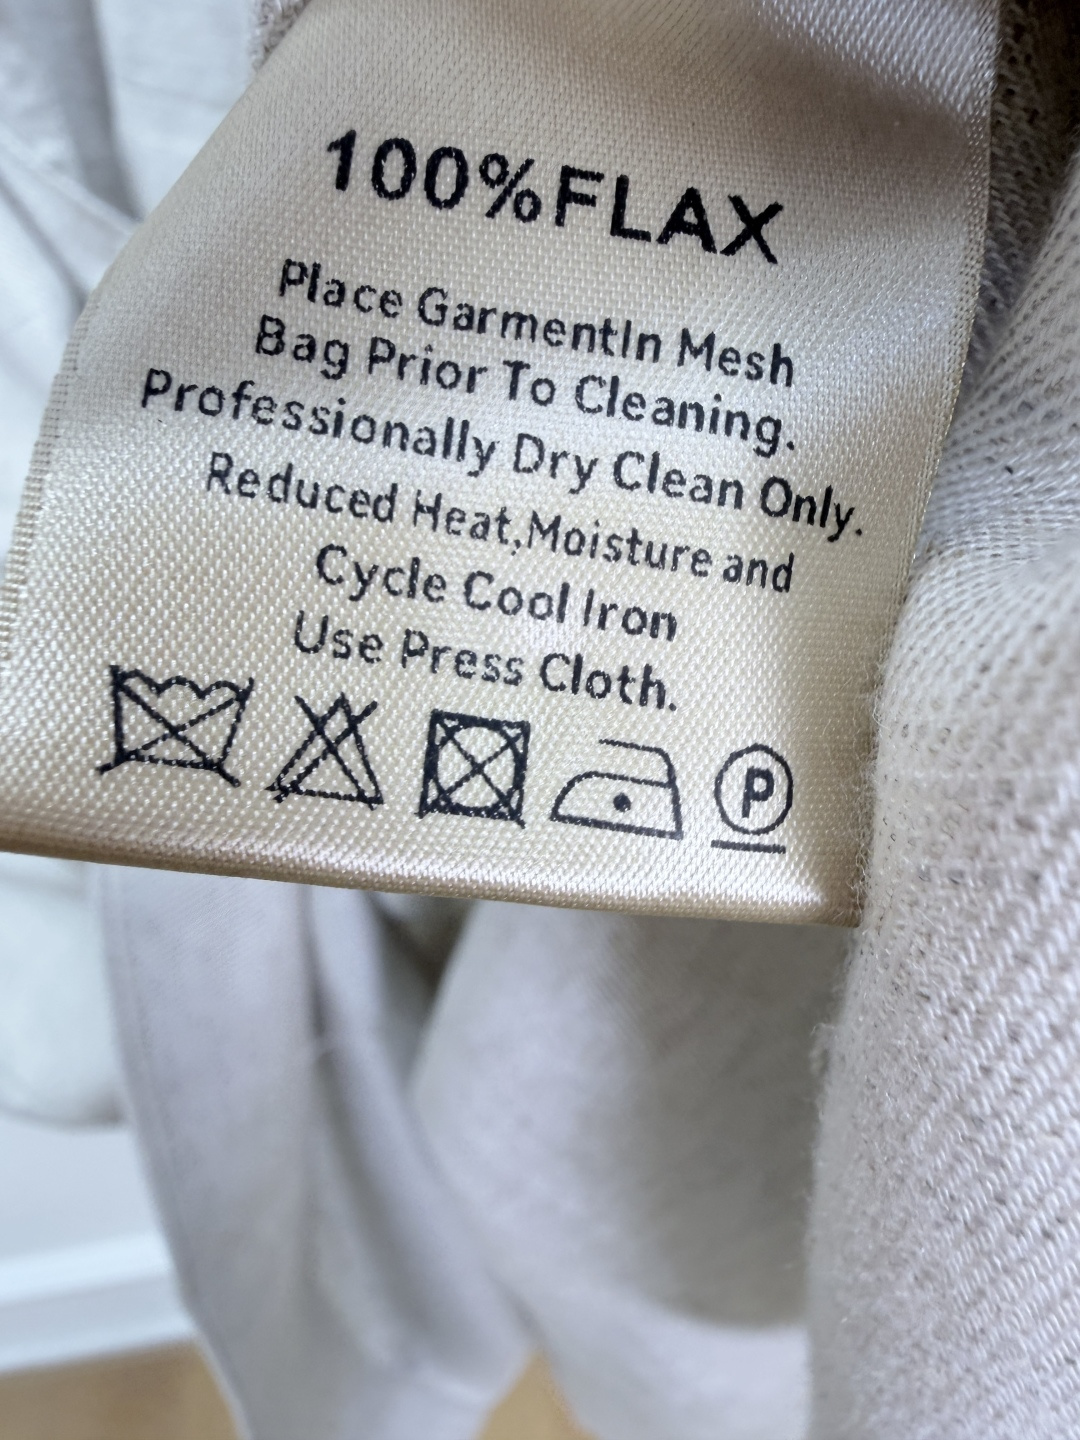 100%FLAX
Place GarmentIn Mesh
Bag Prior To Cleaning.
Professionally Dry Clean Only.
Reduced Heat,Moisture and
Cycle Cool Iron
Use Press Cloth.
P